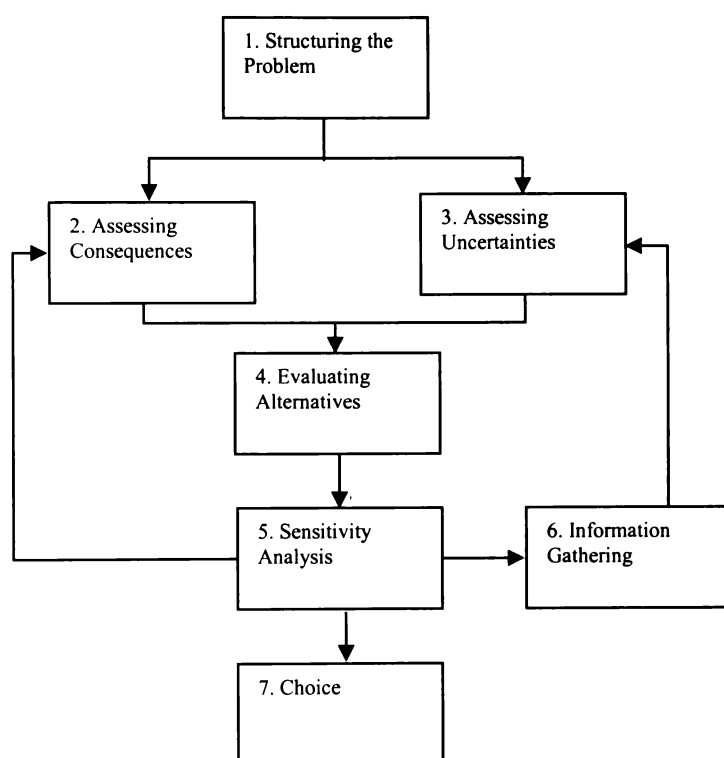 1. Structuring the
Problem
2. Assessing
Consequences
3. Assessing
Uncertainties
4. Evaluating
Alternatives
5. Sensitivity
Analysis
6. Information
Gathering
7. Choice